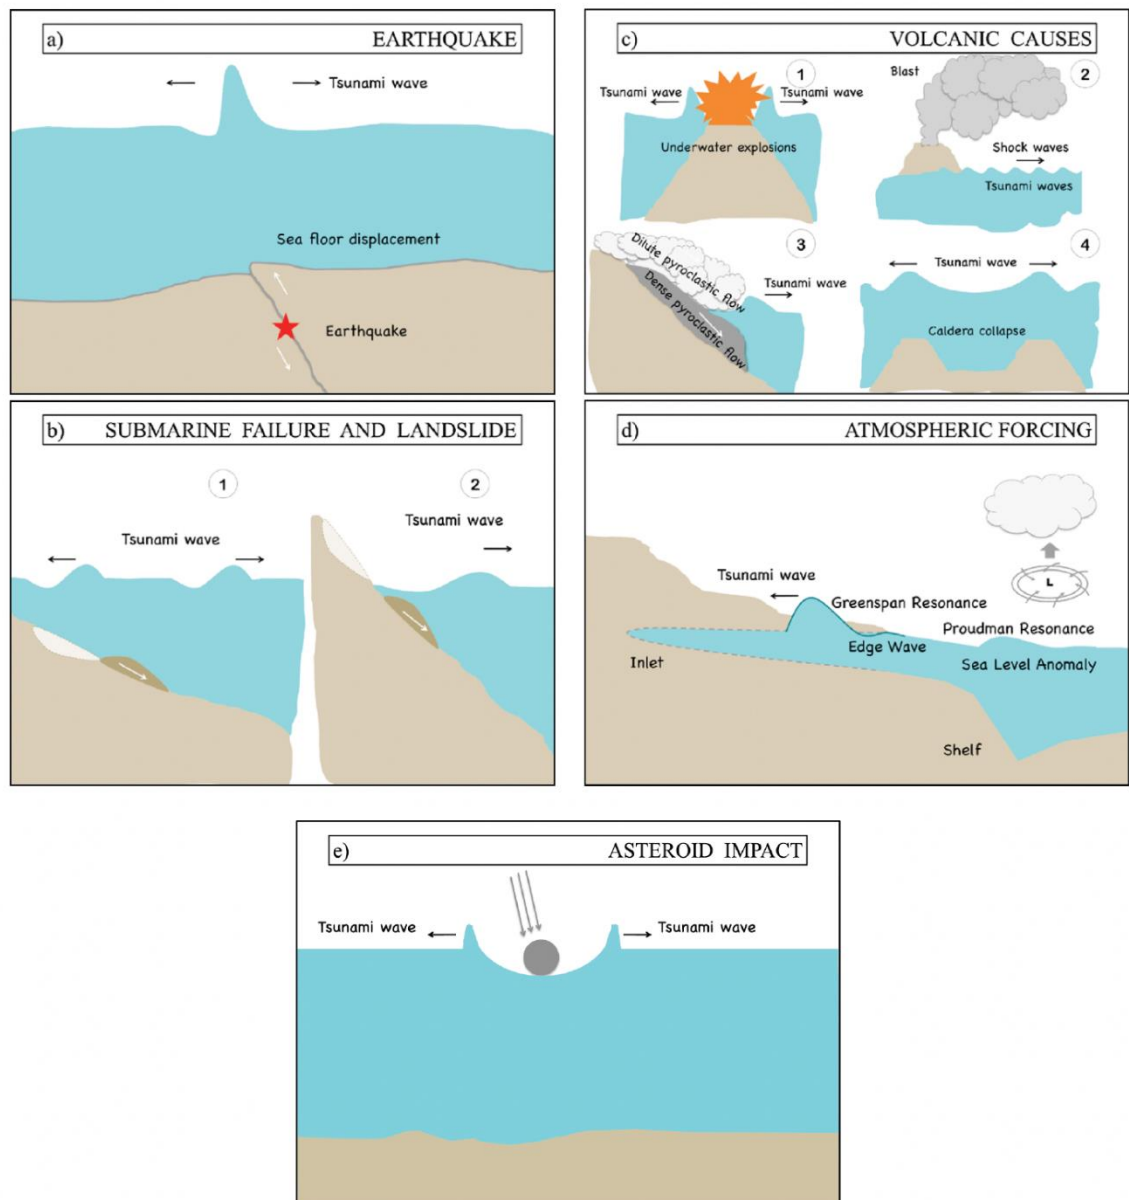 a) EARTHQUAKE
Tsunami wave
Sea floor displacement
Earthquake
b) SUBMARINE FAILURE AND LANDSLIDE
1
Tsunami wave
2
Tsunami wave
c) VOLCANIC CAUSES
1
Tsunami wave
Tsunami wave
Underwater explosions
2
Blast
Shock waves
Tsunami waves
3
Dilute pyroclastic flow
Dense pyroclastic flow
Tsunami wave
4
Tsunami wave
Caldera collapse
d) ATMOSPHERIC FORCING
L
Tsunami wave
Greenspan Resonance
Proudman Resonance
Edge Wave
Inlet
Sea Level Anomaly
Shelf
e) ASTEROID IMPACT
Tsunami wave
Tsunami wave